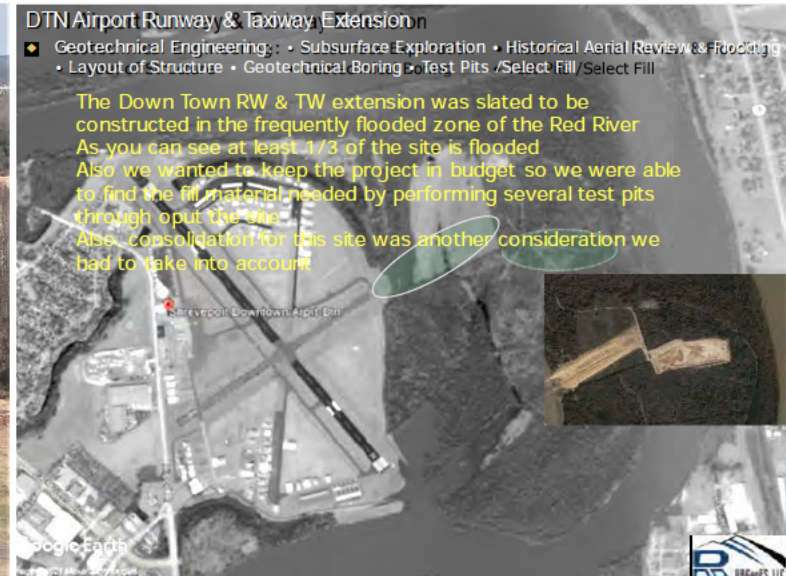 DTN Airport Runway & Taxiway Extension
Geotechnical Engineering: • Subsurface Exploration • Historical Aerial Review & Flooding
• Layout of Structure • Geotechnical Boring • Test Pits /Select Fill
The Down Town RW & TW extension was slated to be
constructed in the frequently flooded zone of the Red River
As you can see at least 1/3 of the site is flooded
Also we wanted to keep the project in budget so we were able
to find the fill material needed by performing several test pits
through oput the site
Also, consolidation for this site was another consideration we
had to take into account
Shreveport Downtown Arpt-Dtn
Google Earth